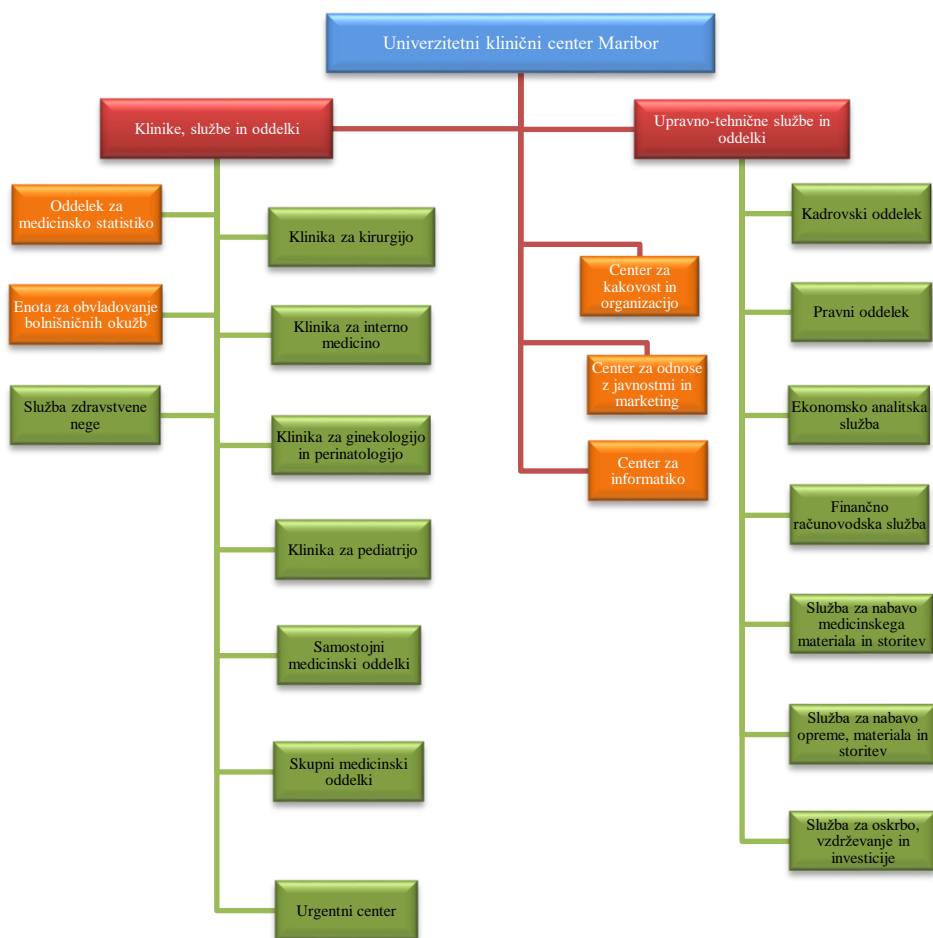 Univerzitetni klinični center Maribor
Klinike, službe in oddelki
Upravno-tehnične službe in
oddelki
Oddelek za
medicinsko statistiko
Enota za obvladovanje
bolnišničnih okužb
Služba zdravstvene
nege
Klinika za kirurgijo
Klinika za interno
medicino
Klinika za ginekologijo
in perinatologijo
Klinika za pediatrijo
Samostojni
medicinski oddelki
Skupni medicinski
oddelki
Urgentni center
Center za
kakovost in
organizacijo
Center za odnose
z javnostmi in
marketing
Center za
informatiko
Kadrovski oddelek
Pravni oddelek
Ekonomsko analitska
služba
Finančno
računovodska služba
Služba za nabavo
medicinskega
materiala in storitev
Služba za nabavo
opreme, materiala in
storitev
Služba za oskrbo,
vzdrževanje in
investicije